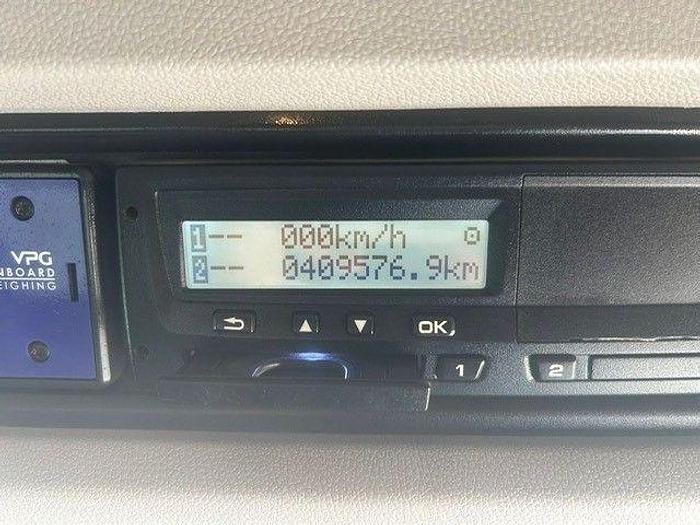 VPG
NBOARD
EIGHING
1-- 000km/h
2-- 0409576.9km
▲ ▼ OK
1 2